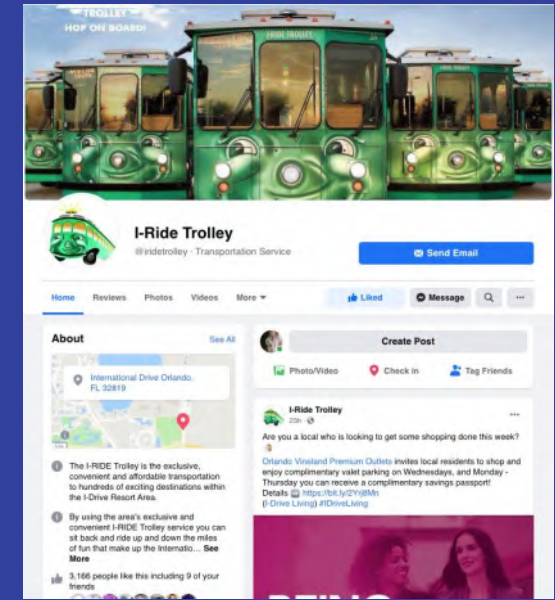 TROLLEY
HOP ON BOARD!
I-RIDE TROLLEY
I-Ride Trolley
@iridetrolley · Transportation Service
Send Email
Home Reviews Photos Videos More
Liked Message
About See All
International Drive Orlando,
FL 32819
The I-RIDE Trolley is the exclusive,
convenient and affordable transportation
to hundreds of exciting destinations within
the I-Drive Resort Area.
By using the area's exclusive and
convenient I-RIDE Trolley service you can
sit back and ride up and down the miles
of fun that make up the Internatio... See
More
3,166 people like this including 9 of your
friends
Create Post
Photo/Video Check in Tag Friends
I-Ride Trolley
Are you a local who is looking to get some shopping done this week?
Orlando Vineland Premium Outlets invites local residents to shop and
enjoy complimentary valet parking on Wednesdays, and Monday -
Thursday you can receive a complimentary savings passport!
Details https://bit.ly/2Yrj8Mn
(I-Drive Living) #IDriveLiving
BEING